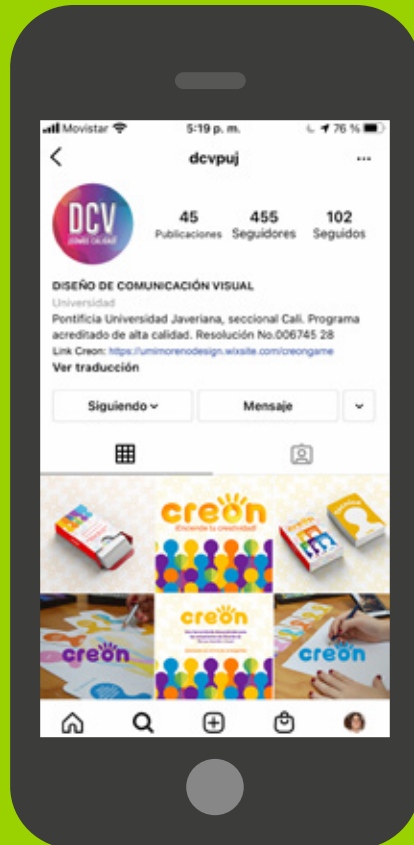 Movistar 5:19 p. m. 76 %
dcvpuj
DCV
45 455 102
Publicaciones Seguidores Seguidos
DISEÑO DE COMUNICACIÓN VISUAL
Universidad
Pontificia Universidad Javeriana, seccional Cali. Programa
acreditado de alta calidad. Resolución No.006745 28
Link Creon: https://umimorenodesign.wixsite.com/creongame
Ver traducción
Siguiendo Mensaje
creon
¡Enciende tu creatividad!
creon
creon
creon